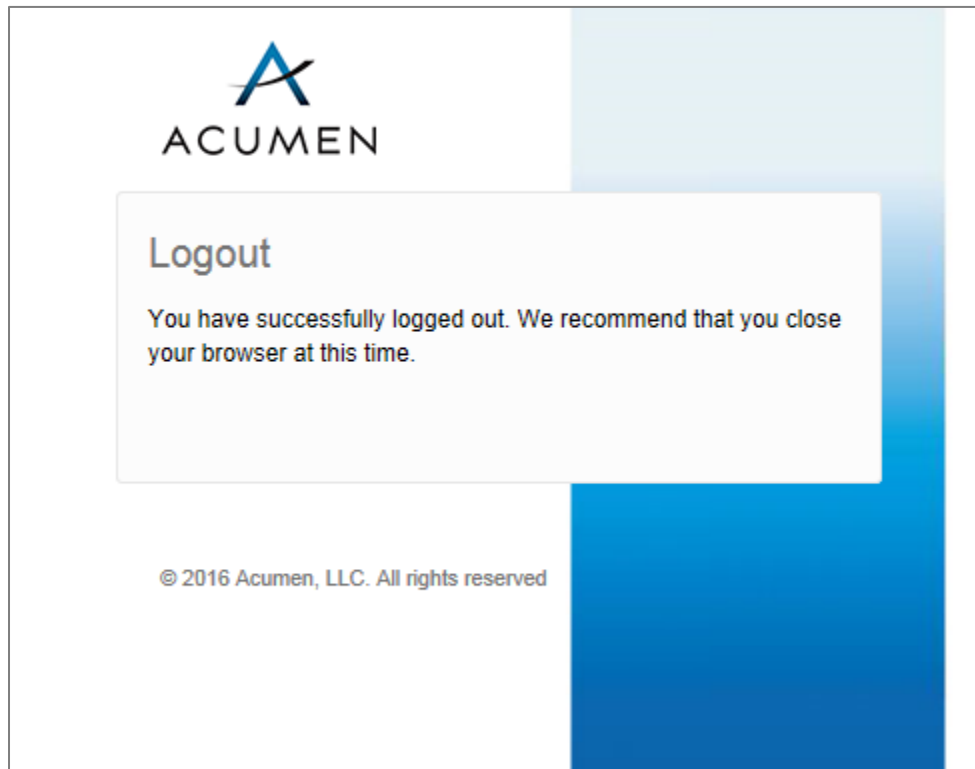 ACUMEN
Logout
You have successfully logged out. We recommend that you close
your browser at this time.
© 2016 Acumen, LLC. All rights reserved